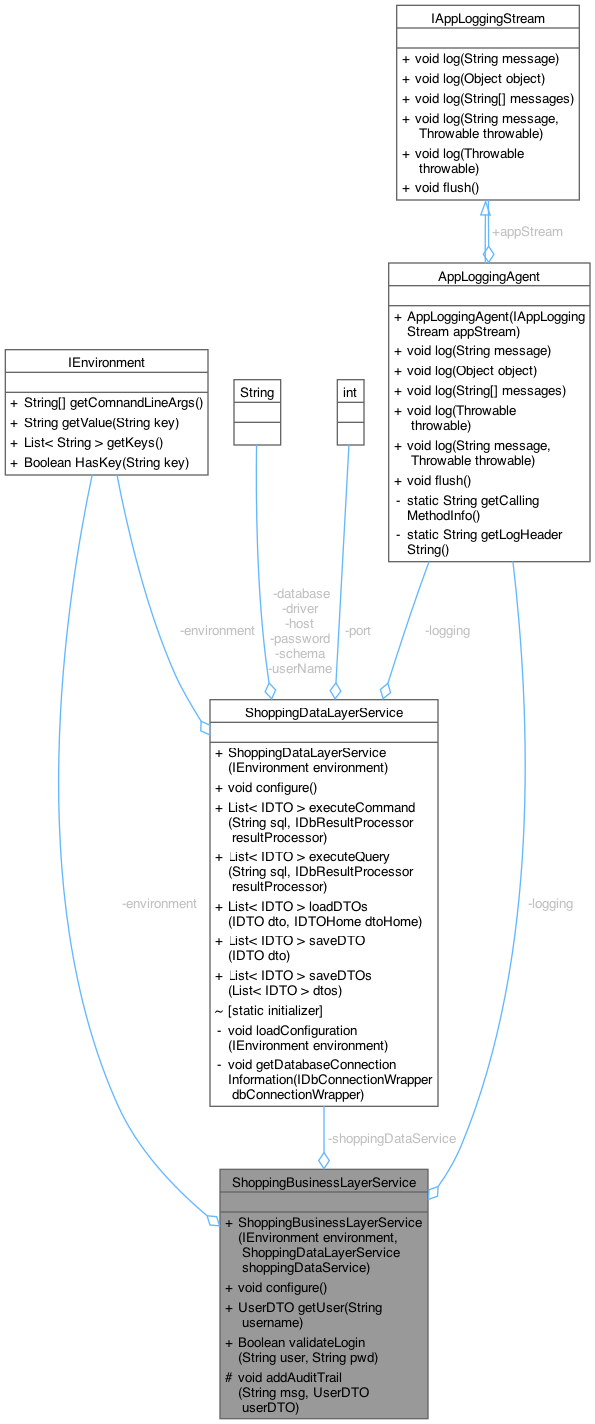 IAppLoggingStream
+ void log(String message)
+ void log(Object object)
+ void log(String[] messages)
+ void log(String message,
Throwable throwable)
+ void log(Throwable
throwable)
+ void flush()
+appStream
AppLoggingAgent
+ AppLoggingAgent(IAppLogging
Stream appStream)
+ void log(String message)
+ void log(Object object)
+ void log(String[] messages)
+ void log(Throwable
throwable)
+ void log(String message,
Throwable throwable)
+ void flush()
- static String getCalling
MethodInfo()
- static String getLogHeader
String()
IEnvironment
+ String[] getComnandLineArgs()
+ String getValue(String key)
+ List< String > getKeys()
+ Boolean HasKey(String key)
String
int
-environment
-database
-driver
-host
-password
-schema
-userName
-port
-logging
ShoppingDataLayerService
+ ShoppingDataLayerService
(IEnvironment environment)
+ void configure()
+ List< IDTO > executeCommand
(String sql, IDbResultProcessor
resultProcessor)
+ List< IDTO > executeQuery
(String sql, IDbResultProcessor
resultProcessor)
+ List< IDTO > loadDTOs
(IDTO dto, IDTOHome dtoHome)
+ List< IDTO > saveDTO
(IDTO dto)
+ List< IDTO > saveDTOs
(List< IDTO > dtos)
~ [static initializer]
- void loadConfiguration
(IEnvironment environment)
- void getDatabaseConnection
Information(IDbConnectionWrapper
dbConnectionWrapper)
-environment
-logging
-shoppingDataService
ShoppingBusinessLayerService
+ ShoppingBusinessLayerService
(IEnvironment environment,
ShoppingDataLayerService
shoppingDataService)
+ void configure()
+ UserDTO getUser(String
username)
+ Boolean validateLogin
(String user, String pwd)
# void addAuditTrail
(String msg, UserDTO
userDTO)